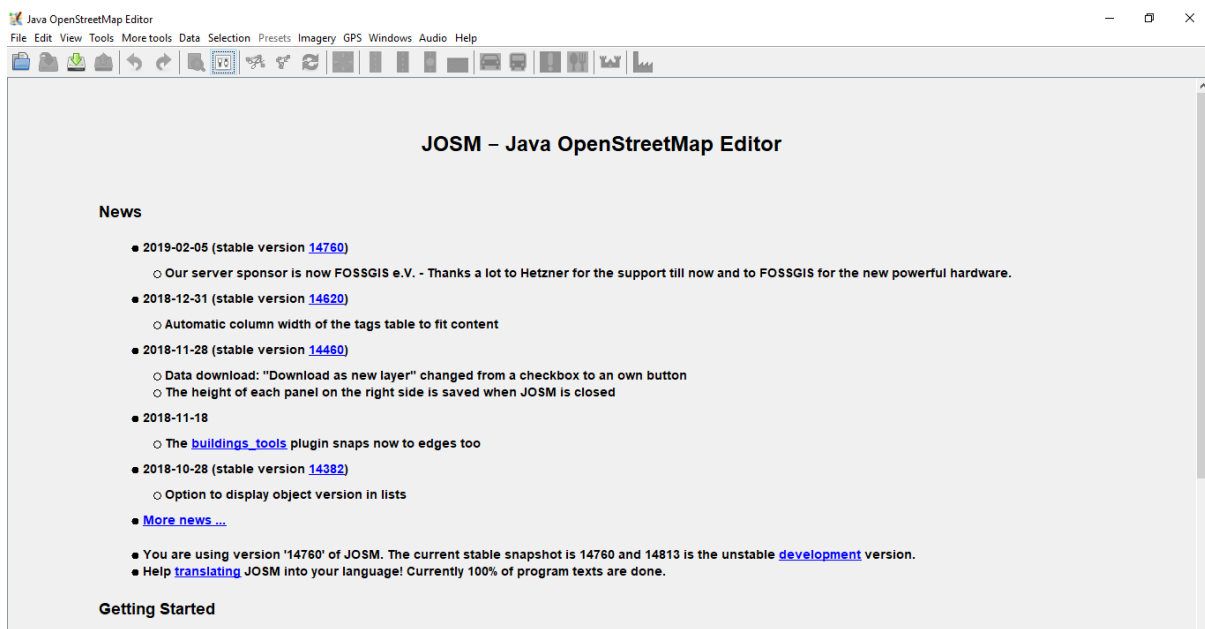 Java OpenStreetMap Editor
File Edit View Tools More tools Data Selection Presets Imagery GPS Windows Audio Help
JOSM – Java OpenStreetMap Editor
News
2019-02-05 (stable version 14760)
Our server sponsor is now FOSSGIS e.V. - Thanks a lot to Hetzner for the support till now and to FOSSGIS for the new powerful hardware.
2018-12-31 (stable version 14620)
Automatic column width of the tags table to fit content
2018-11-28 (stable version 14460)
Data download: "Download as new layer" changed from a checkbox to an own button
The height of each panel on the right side is saved when JOSM is closed
2018-11-18
The buildings_tools plugin snaps now to edges too
2018-10-28 (stable version 14382)
Option to display object version in lists
More news ...
You are using version '14760' of JOSM. The current stable snapshot is 14760 and 14813 is the unstable development version.
Help translating JOSM into your language! Currently 100% of program texts are done.
Getting Started